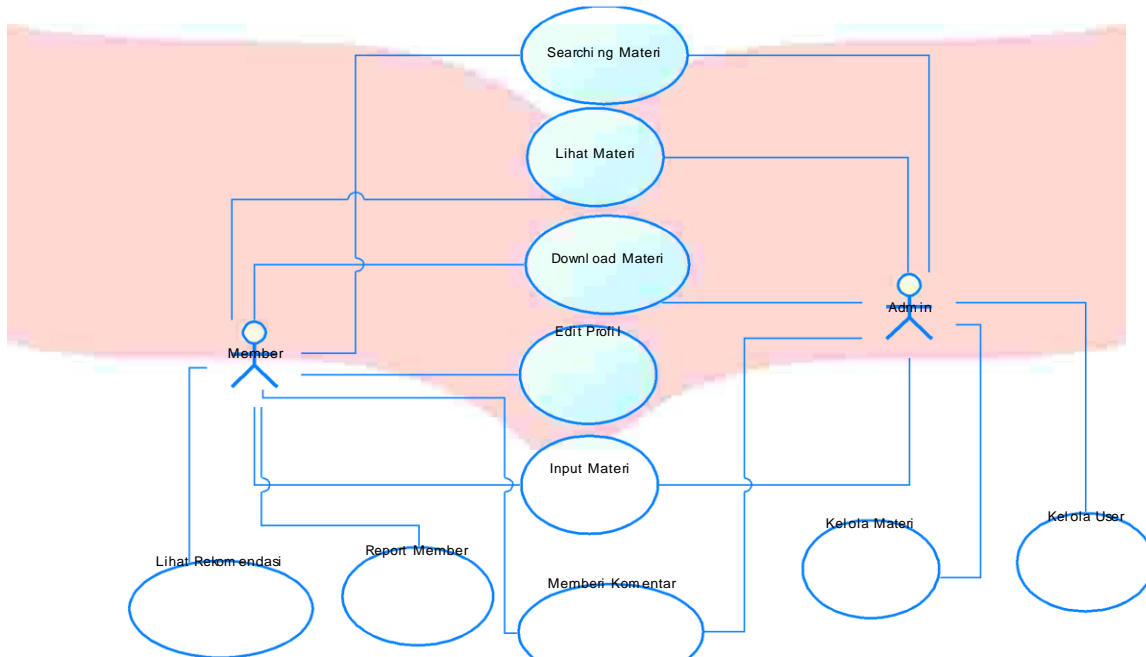 Searching Materi
Lihat Materi
Download Materi
Admin
Edit Profil
Member
Input Materi
Kelola Materi
Kelola User
Lihat Rekomendasi
Report Member
Memberi Komentar